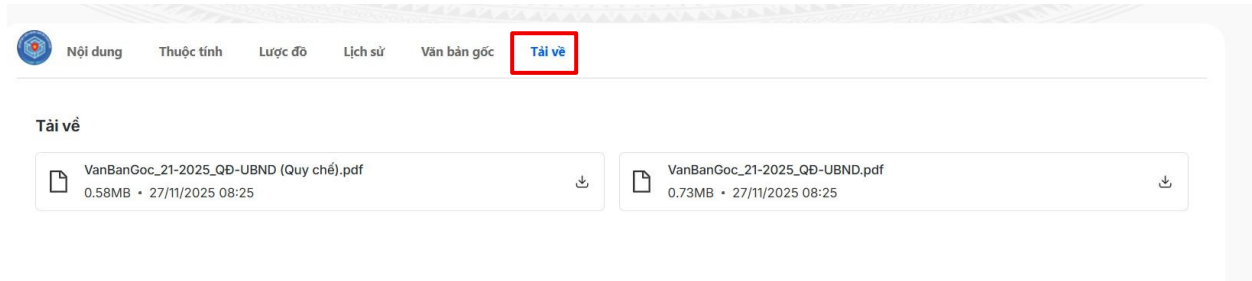 Nội dung Thuộc tính Lược đồ Lịch sử Văn bản gốc Tải về
Tải về
VanBanGoc_21-2025_QĐ-UBND (Quy chế).pdf
0.58MB • 27/11/2025 08:25
VanBanGoc_21-2025_QĐ-UBND.pdf
0.73MB • 27/11/2025 08:25